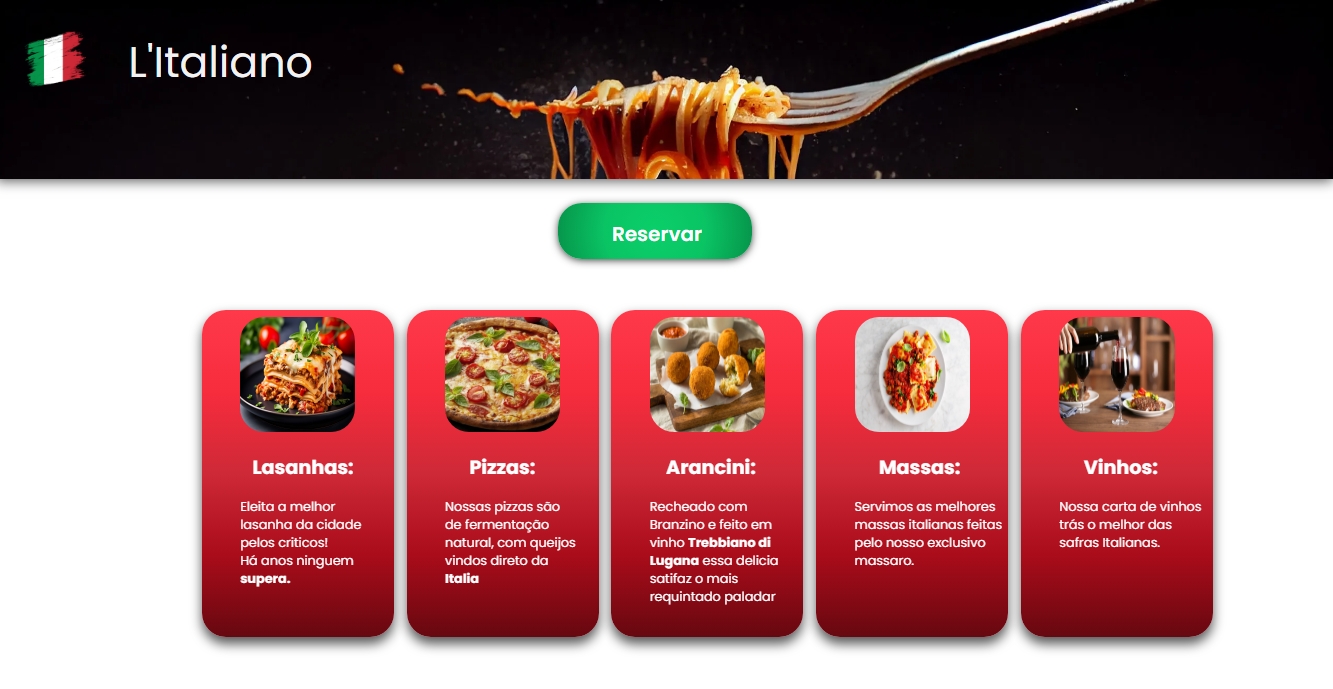 L'Italiano
Reservar
Lasanhas:
Eleita a melhor
lasanha da cidade
pelos críticos!
Há anos ninguem
supera.
Pizzas:
Nossas pizzas são
de fermentação
natural, com queijos
vindos direto da
Italia
Arancini:
Recheado com
Branzino e feito em
vinho Trebbiano di
Lugana essa delicia
satifaz o mais
requintado paladar
Massas:
Servimos as melhores
massas italianas feitas
pelo nosso exclusivo
massaro.
Vinhos:
Nossa carta de vinhos
trás o melhor das
safras Italianas.